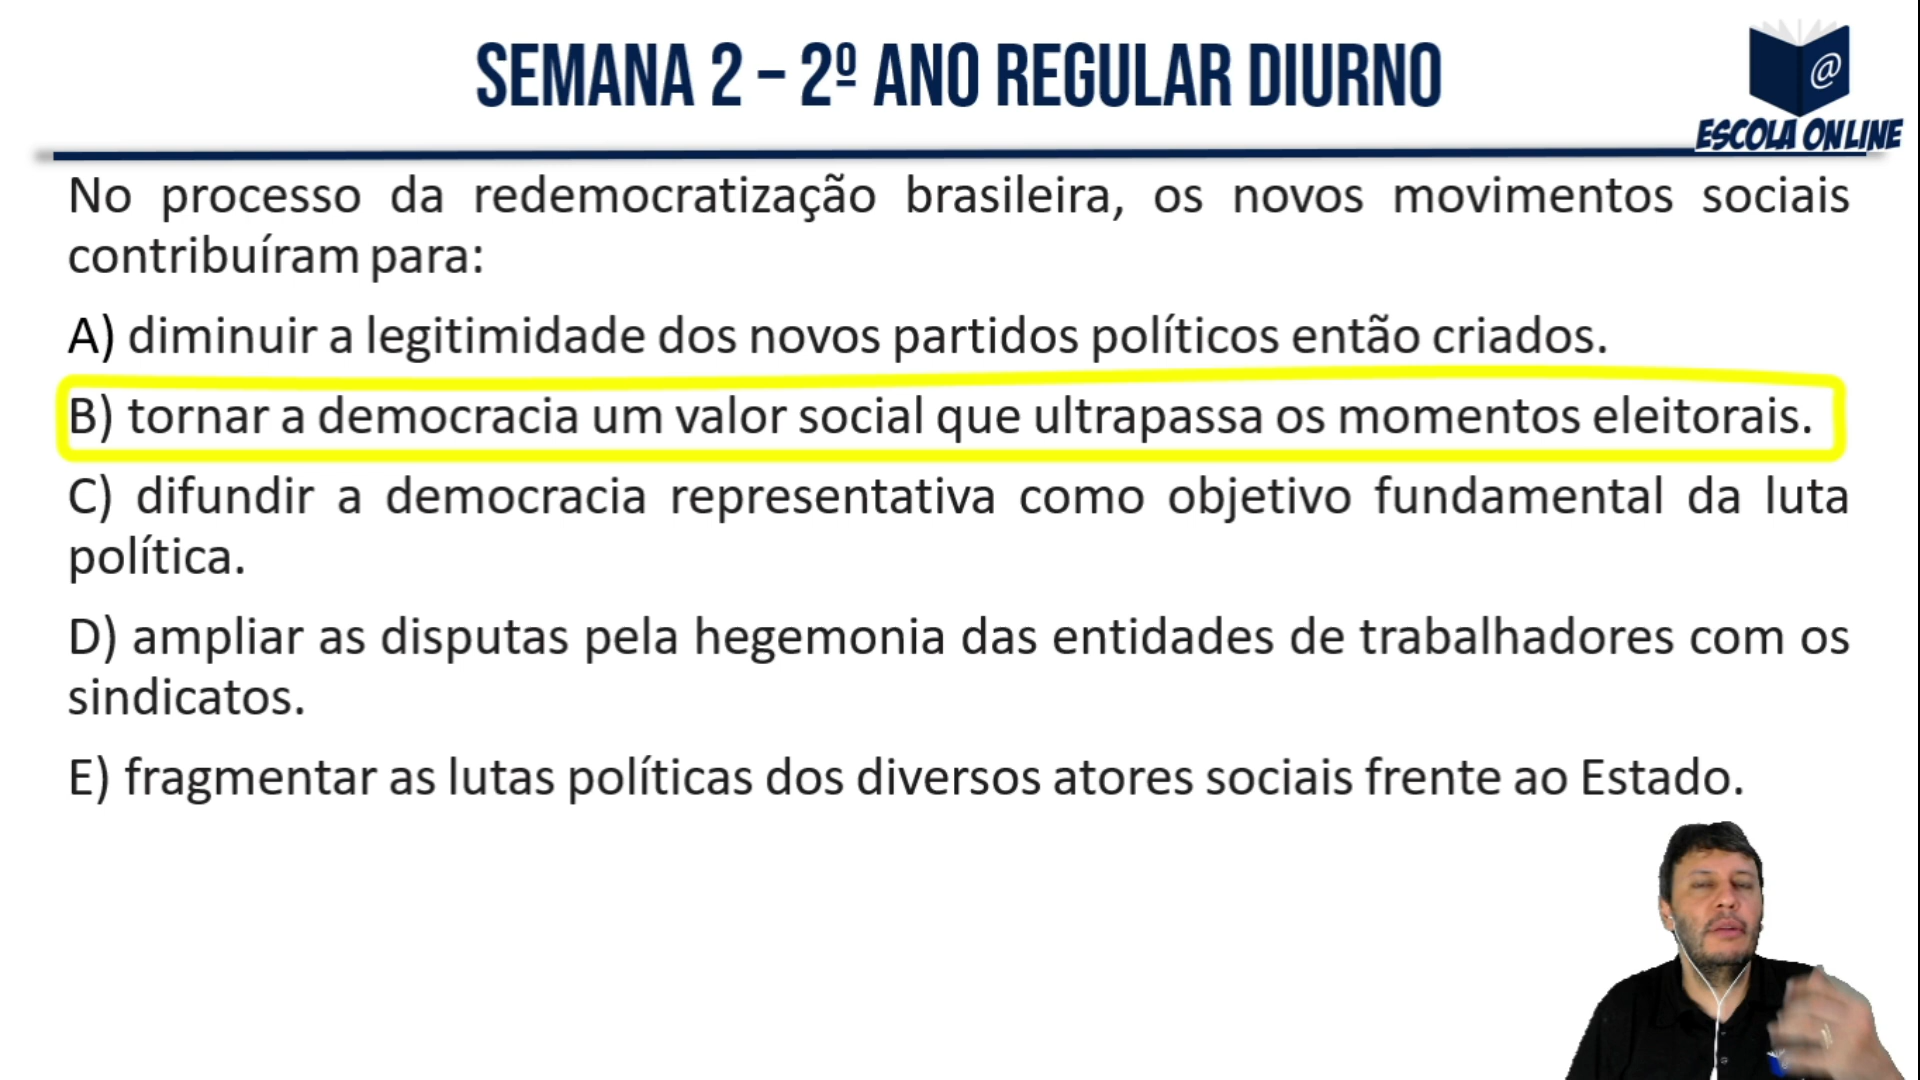 SEMANA 2 – 2º ANO REGULAR DIURNO
@
ESCOLA ONLINE
No processo da redemocratização brasileira, os novos movimentos sociais
contribuíram para:
A) diminuir a legitimidade dos novos partidos políticos então criados.
B) tornar a democracia um valor social que ultrapassa os momentos eleitorais.
C) difundir a democracia representativa como objetivo fundamental da luta
política.
D) ampliar as disputas pela hegemonia das entidades de trabalhadores com os
sindicatos.
E) fragmentar as lutas políticas dos diversos atores sociais frente ao Estado.